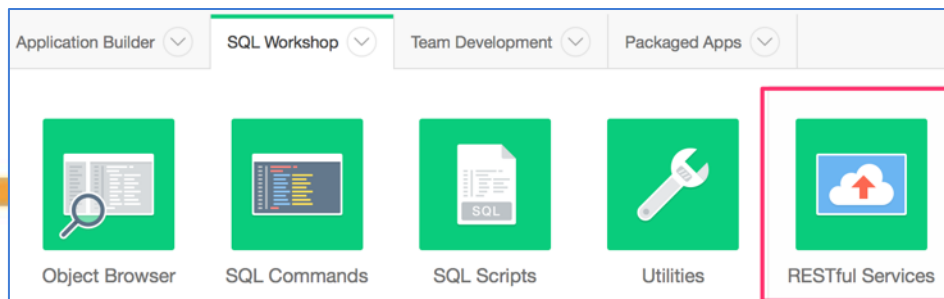 Application Builder SQL Workshop Team Development Packaged Apps
SQL
Object Browser SQL Commands SQL Scripts Utilities RESTful Services